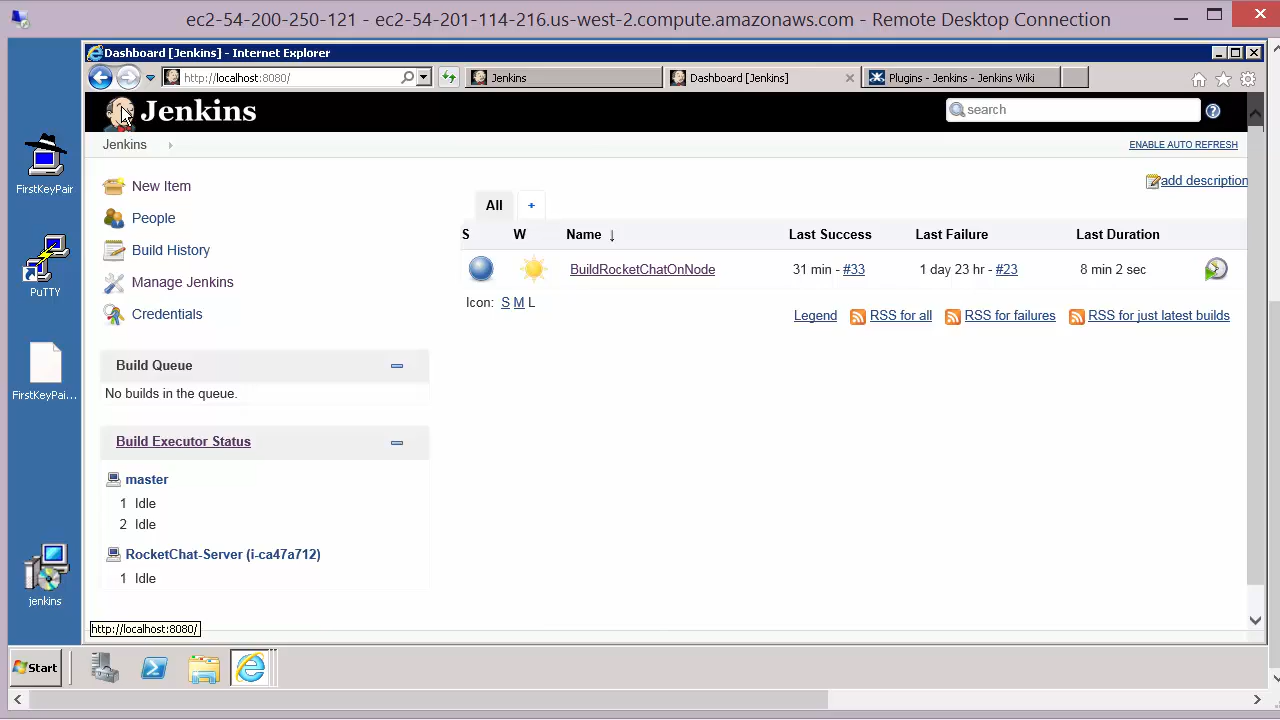 ec2-54-200-250-121 - ec2-54-201-114-216.us-west-2.compute.amazonaws.com - Remote Desktop Connection
Dashboard [Jenkins] - Internet Explorer
http://localhost:8080/
Jenkins
Dashboard [Jenkins]
Plugins - Jenkins - Jenkins Wiki
Jenkins
search
Jenkins
ENABLE AUTO REFRESH
add description
New Item
People
Build History
Manage Jenkins
Credentials
All +
S W Name ↓ Last Success Last Failure Last Duration
BuildRocketChatOnNode 31 min - #33 1 day 23 hr - #23 8 min 2 sec
Icon: S M L
Legend RSS for all RSS for failures RSS for just latest builds
Build Queue
No builds in the queue.
Build Executor Status
master
1 Idle
2 Idle
RocketChat-Server (i-ca47a712)
1 Idle
http://localhost:8080/
FirstKeyPair
PuTTY
FirstKeyPai...
jenkins
Start